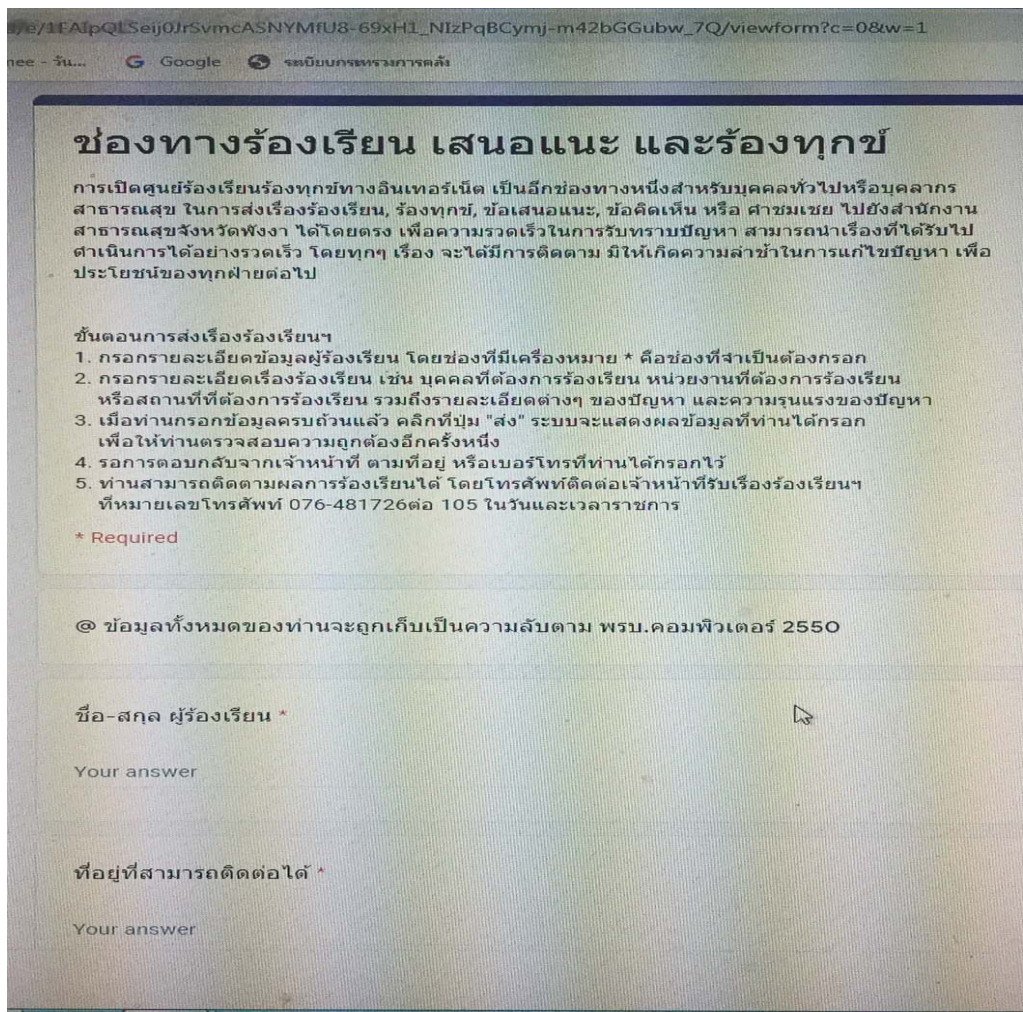 /e/1FAIpQLSeij0JrSvmcASNYMfU8-69xH1_NIzPqBCymj-m42bGGubw_7Q/viewform?c=0&w=1
nee - วัน... Google ระเบียบกระทรวงการคลัง
ช่องทางร้องเรียน เสนอแนะ และร้องทุกข์
การเปิดศูนย์ร้องเรียนร้องทุกข์ทางอินเทอร์เน็ต เป็นอีกช่องทางหนึ่งสำหรับบุคคลทั่วไปหรือบุคลากร
สาธารณสุข ในการส่งเรื่องร้องเรียน, ร้องทุกข์, ข้อเสนอแนะ, ข้อคิดเห็น หรือ คำชมเชย ไปยังสำนักงาน
สาธารณสุขจังหวัดพังงา ได้โดยตรง เพื่อความรวดเร็วในการรับทราบปัญหา สามารถนำเรื่องที่ได้รับไป
ดำเนินการได้อย่างรวดเร็ว โดยทุกๆ เรื่อง จะได้มีการติดตาม มิให้เกิดความล่าช้าในการแก้ไขปัญหา เพื่อ
ประโยชน์ของทุกฝ่ายต่อไป
ขั้นตอนการส่งเรื่องร้องเรียนฯ
1. กรอกรายละเอียดข้อมูลผู้ร้องเรียน โดยช่องที่มีเครื่องหมาย * คือช่องที่จำเป็นต้องกรอก
2. กรอกรายละเอียดเรื่องร้องเรียน เช่น บุคคลที่ต้องการร้องเรียน หน่วยงานที่ต้องการร้องเรียน
หรือสถานที่ที่ต้องการร้องเรียน รวมถึงรายละเอียดต่างๆ ของปัญหา และความรุนแรงของปัญหา
3. เมื่อท่านกรอกข้อมูลครบถ้วนแล้ว คลิกที่ปุ่ม "ส่ง" ระบบจะแสดงผลข้อมูลที่ท่านได้กรอก
เพื่อให้ท่านตรวจสอบความถูกต้องอีกครั้งหนึ่ง
4. รอการตอบกลับจากเจ้าหน้าที่ ตามที่อยู่ หรือเบอร์โทรที่ท่านได้กรอกไว้
5. ท่านสามารถติดตามผลการร้องเรียนได้ โดยโทรศัพท์ติดต่อเจ้าหน้าที่รับเรื่องร้องเรียนฯ
ที่หมายเลขโทรศัพท์ 076-481726ต่อ 105 ในวันและเวลาราชการ
* Required
@ ข้อมูลทั้งหมดของท่านจะถูกเก็บเป็นความลับตาม พรบ.คอมพิวเตอร์ 2550
ชื่อ-สกุล ผู้ร้องเรียน *
Your answer
ที่อยู่ที่สามารถติดต่อได้ *
Your answer